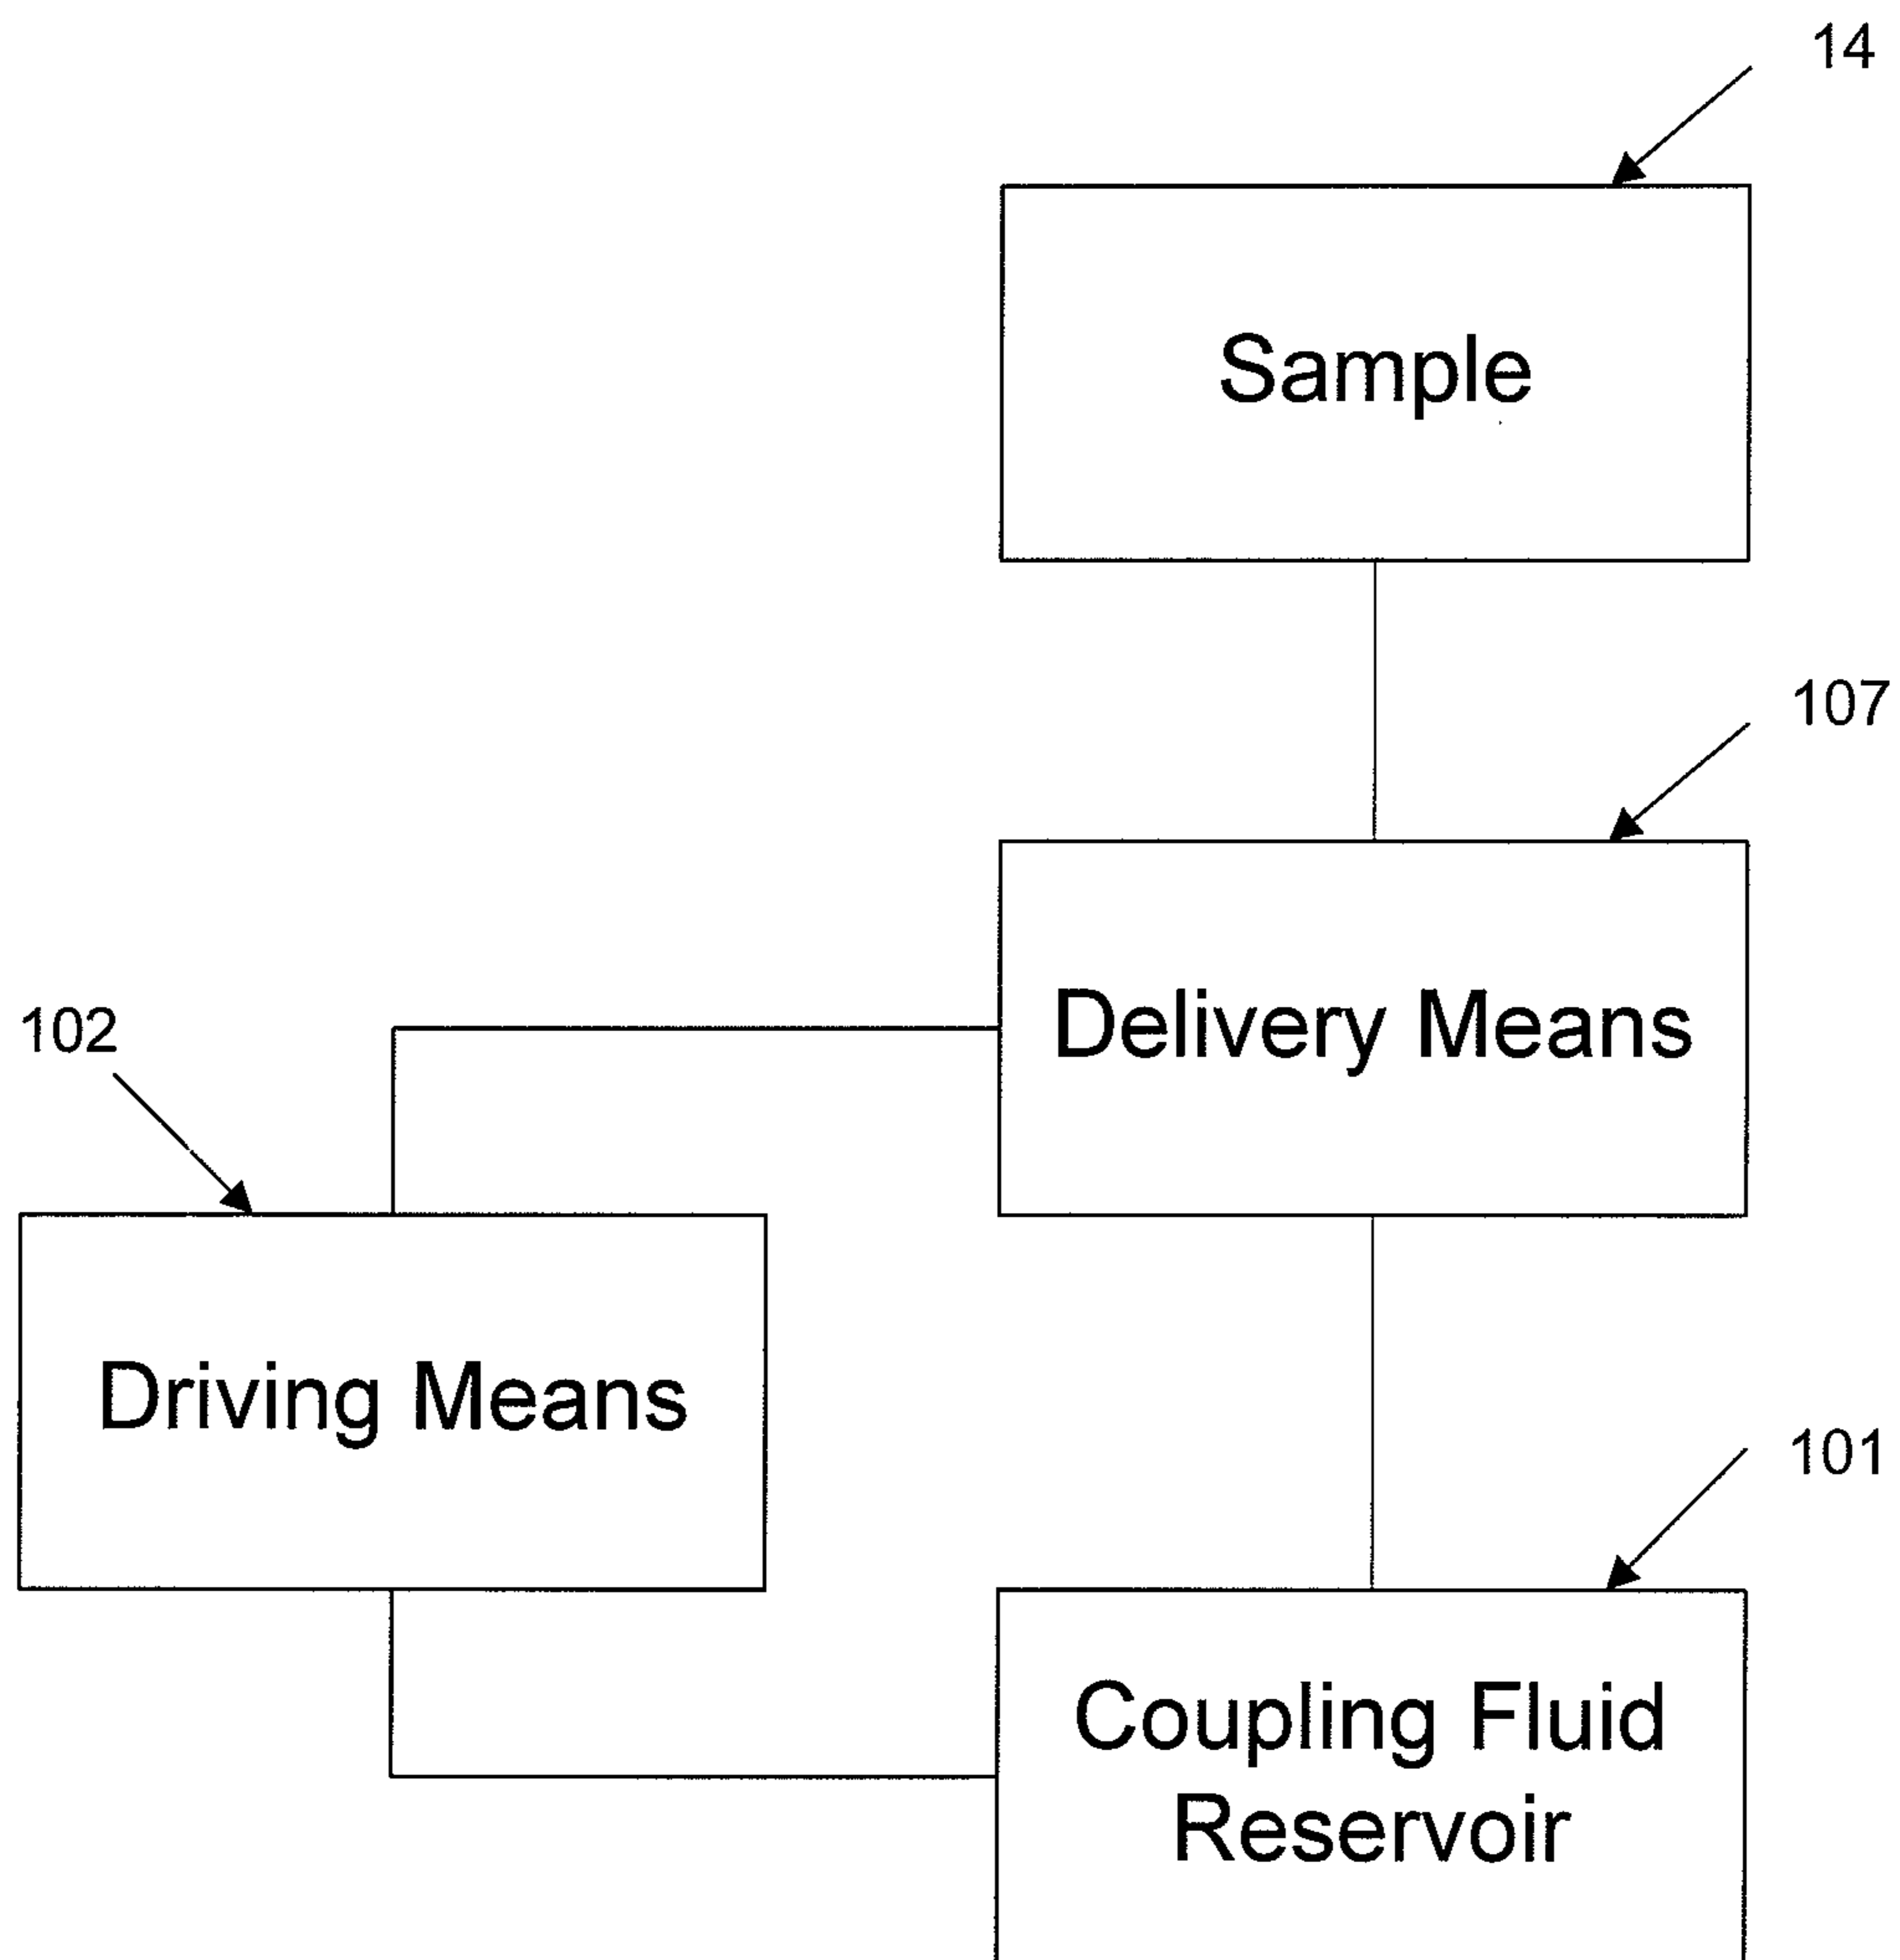 14
Sample
107
Delivery Means
102
Driving Means
101
Coupling Fluid
Reservoir